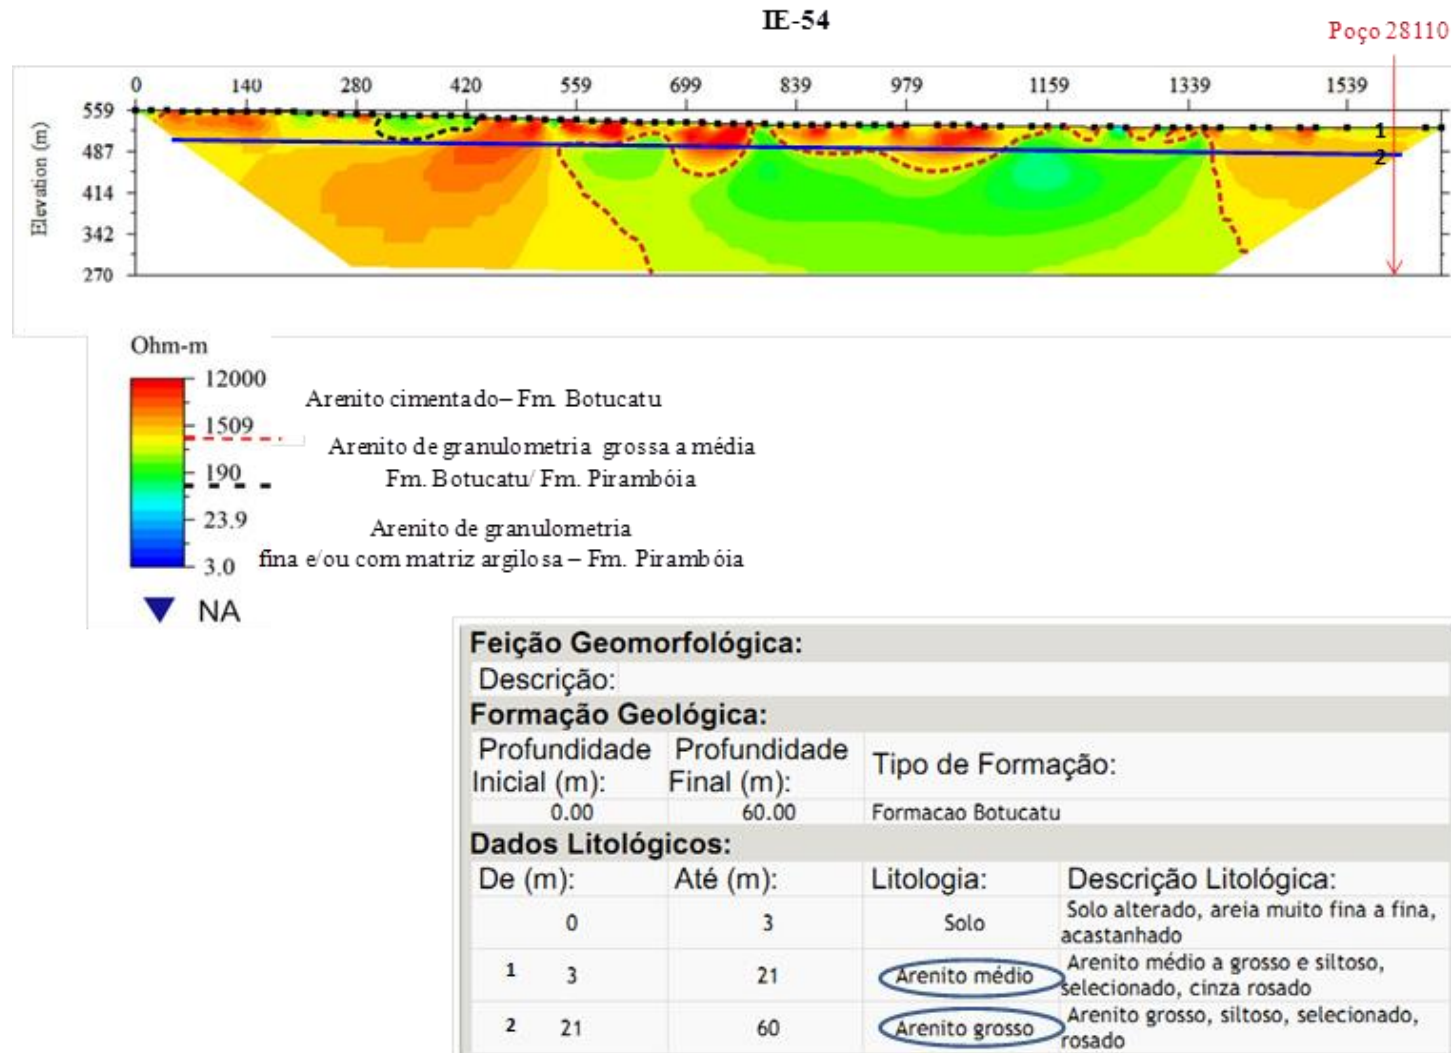 IE-54
Poço 28110
0 140 280 420 559 699 839 979 1159 1339 1539
559
487
414
342
270
Elevation (m)
1
2
Ohm-m
12000
1509
190
23.9
3.0
Arenito cimentado– Fm. Botucatu
Arenito de granulometria grossa a média
Fm. Botucatu/ Fm. Pirambóia
Arenito de granulometria
fina e/ou com matriz argilosa – Fm. Pirambóia
NA
Feição Geomorfológica:
Descrição:
Formação Geológica:
Profundidade Inicial (m): Profundidade Final (m): Tipo de Formação:
0.00 60.00 Formacao Botucatu
Dados Litológicos:
De (m): Até (m): Litologia: Descrição Litológica:
0 3 Solo Solo alterado, areia muito fina a fina,
acastanhado
1 3 21 Arenito médio Arenito médio a grosso e siltoso,
selecionado, cinza rosado
2 21 60 Arenito grosso Arenito grosso, siltoso, selecionado,
rosado